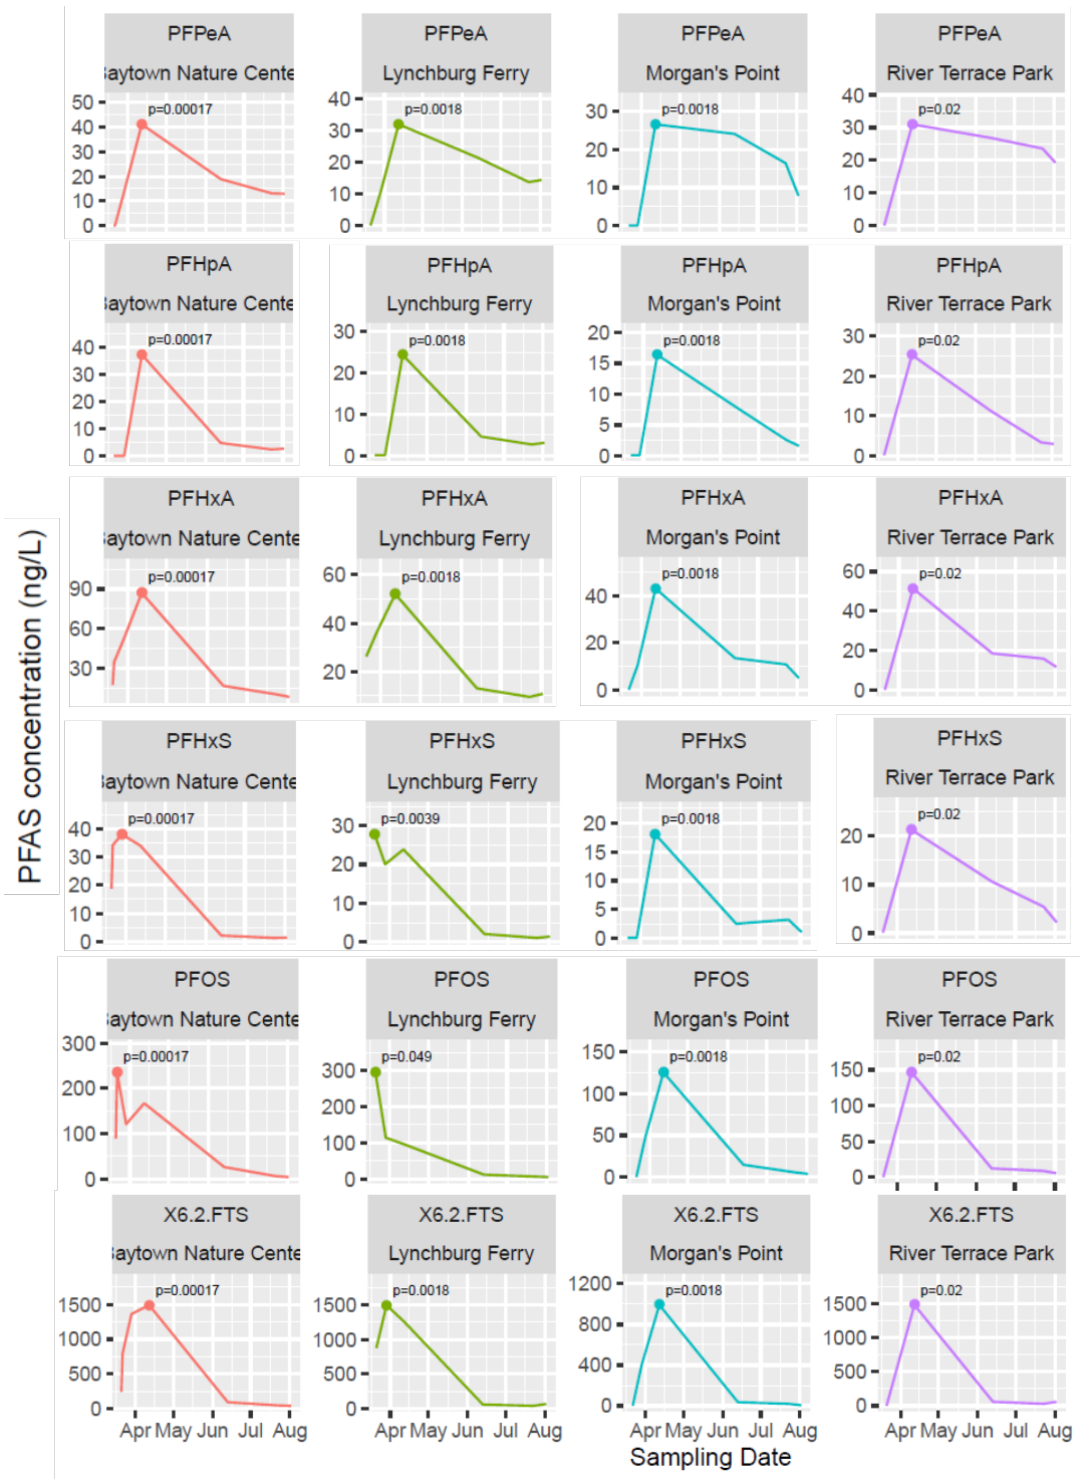 PFPeA PFPeA PFPeA PFPeA
Baytown Nature Cente Lynchburg Ferry Morgan's Point River Terrace Park
p=0.00017 p=0.0018 p=0.0018 p=0.02
50 40 30 40
40 30 20 30
30 20 10 20
20 10 0 10
10 0 0
0
PFHpA PFHpA PFHpA PFHpA
Baytown Nature Cente Lynchburg Ferry Morgan's Point River Terrace Park
p=0.00017 p=0.0018 p=0.0018 p=0.02
40 30 20 30
30 20 15 20
20 10 10 10
10 0 5 0
0 0
PFHxA PFHxA PFHxA PFHxA
Baytown Nature Cente Lynchburg Ferry Morgan's Point River Terrace Park
p=0.00017 p=0.0018 p=0.0018 p=0.02
90 60 40 60
60 40 20 40
30 20 0 20
0
PFAS concentration (ng/L)
PFHxS PFHxS PFHxS PFHxS
Baytown Nature Cente Lynchburg Ferry Morgan's Point River Terrace Park
p=0.00017 p=0.0039 p=0.0018 p=0.02
40 30 20 20
30 20 15 10
20 10 10 0
10 0 5
0 0
PFOS PFOS PFOS PFOS
Baytown Nature Cente Lynchburg Ferry Morgan's Point River Terrace Park
p=0.00017 p=0.049 p=0.0018 p=0.02
300 300 150 150
200 200 100 100
100 100 50 50
0 0 0 0
X6.2.FTS X6.2.FTS X6.2.FTS X6.2.FTS
Baytown Nature Cente Lynchburg Ferry Morgan's Point River Terrace Park
p=0.00017 p=0.0018 p=0.0018 p=0.02
1500 1500 1200 1500
1000 1000 800 1000
500 500 400 500
0 0 0 0
Apr May Jun Jul Aug Apr May Jun Jul Aug Apr May Jun Jul Aug Apr May Jun Jul Aug
Sampling Date